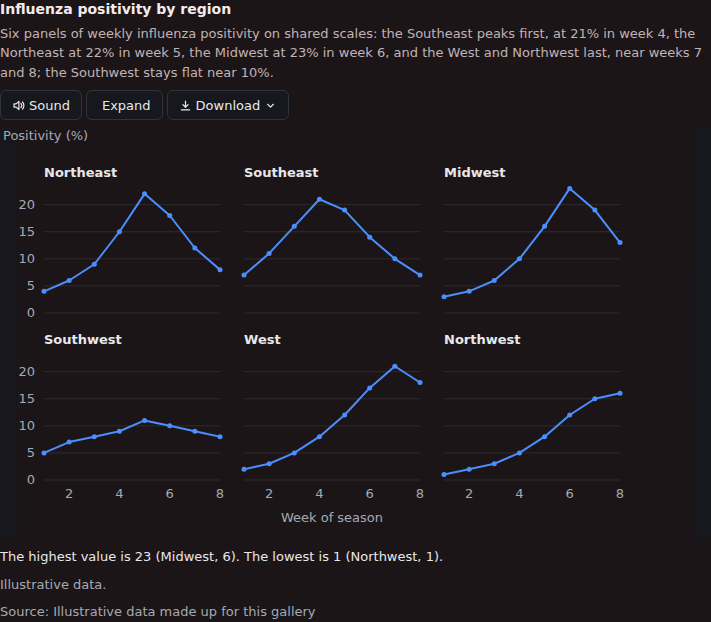 Influenza positivity by region
Six panels of weekly influenza positivity on shared scales: the Southeast peaks first, at 21% in week 4, the
Northeast at 22% in week 5, the Midwest at 23% in week 6, and the West and Northwest last, near weeks 7
and 8; the Southwest stays flat near 10%.
Sound Expand Download
Positivity (%)
Northeast Southeast Midwest
20
15
10
5
0
Southwest West Northwest
20
15
10
5
0
2 4 6 8 2 4 6 8 2 4 6 8
Week of season
The highest value is 23 (Midwest, 6). The lowest is 1 (Northwest, 1).
Illustrative data.
Source: Illustrative data made up for this gallery